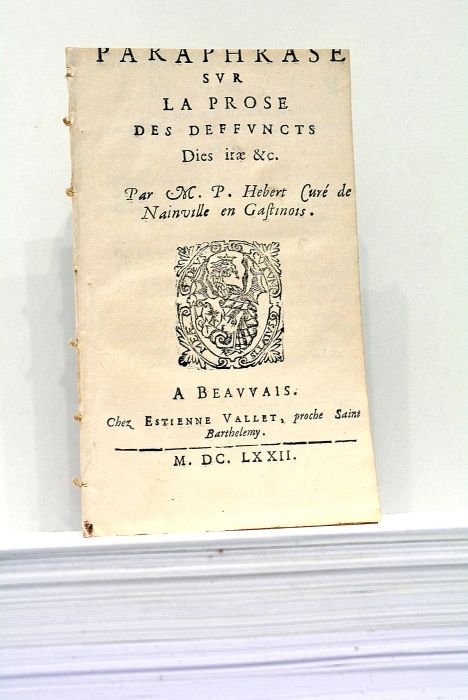 PARAPHRASE
SVR
LA PROSE
DES DEFFVNCTS
Dies iræ &c.
Par M. P. Hebert Curé de
Nainville en Gaſtinois.
A BEAVVAIS.
Chez ESTIENNE VALLET, proche Saint
Barthelemy.
M. DC. LXXII.